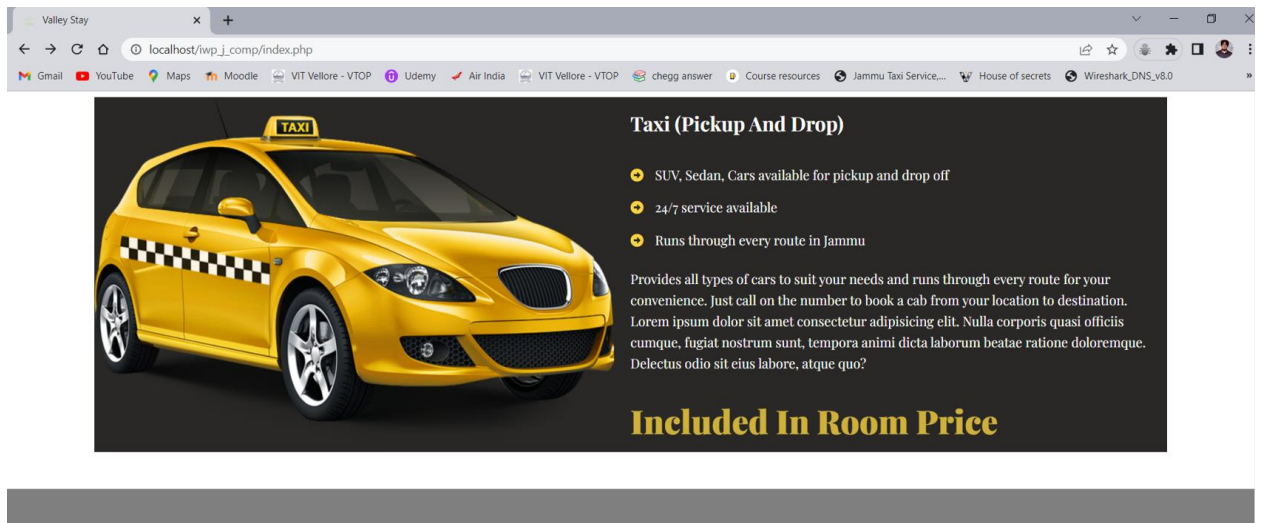 Valley Stay
localhost/iwp_j_comp/index.php
Gmail YouTube Maps Moodle VIT Vellore - VTOP Udemy Air India VIT Vellore - VTOP chegg answer Course resources Jammu Taxi Service,... House of secrets Wireshark_DNS_v8.0 »
TAXI
Taxi (Pickup And Drop)
SUV, Sedan, Cars available for pickup and drop off
24/7 service available
Runs through every route in Jammu
Provides all types of cars to suit your needs and runs through every route for your
convenience. Just call on the number to book a cab from your location to destination.
Lorem ipsum dolor sit amet consectetur adipisicing elit. Nulla corporis quasi officiis
cumque, fugiat nostrum sunt, tempora animi dicta laborum beatae ratione doloremque.
Delectus odio sit eius labore, atque quo?
Included In Room Price